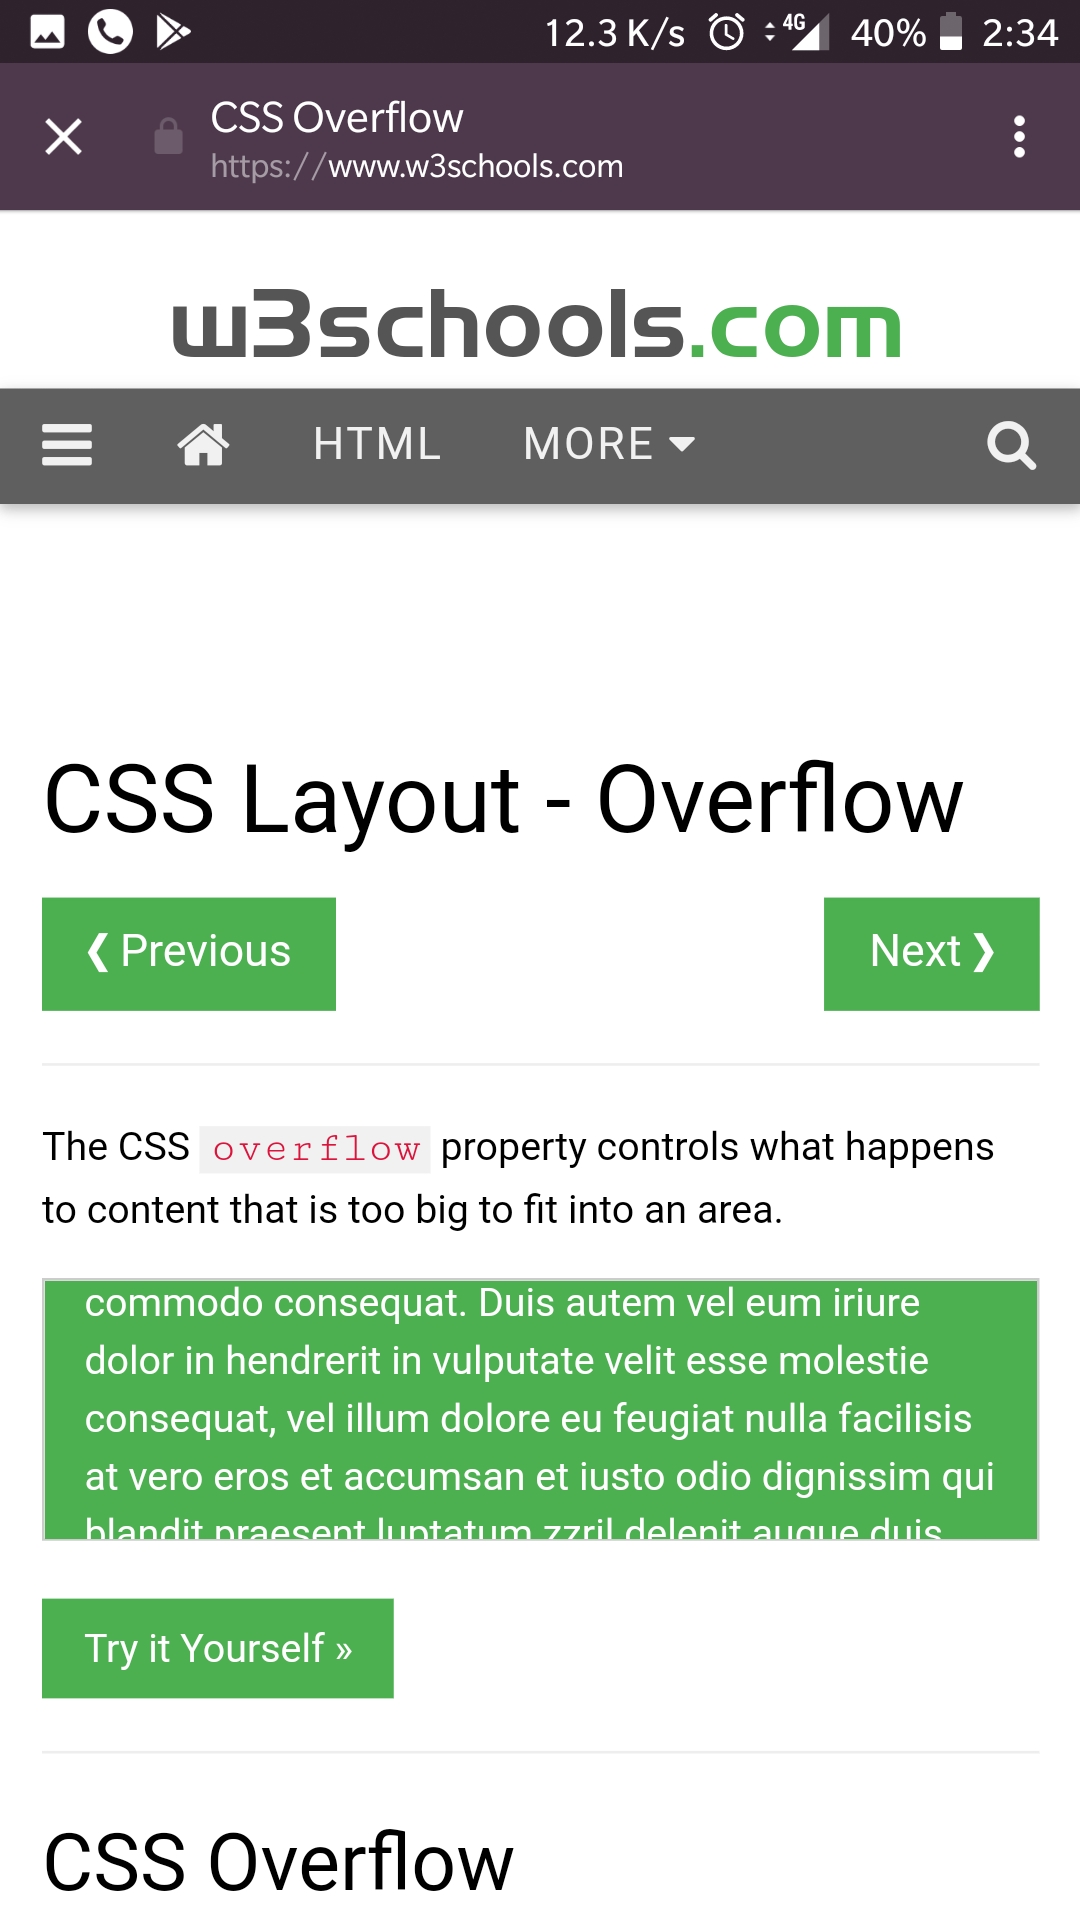 12.3 K/s 4G 40% 2:34
CSS Overflow
https://www.w3schools.com
w3schools.com
HTML MORE
CSS Layout - Overflow
❮ Previous Next ❯
The CSS overflow property controls what happens
to content that is too big to fit into an area.
commodo consequat. Duis autem vel eum iriure
dolor in hendrerit in vulputate velit esse molestie
consequat, vel illum dolore eu feugiat nulla facilisis
at vero eros et accumsan et iusto odio dignissim qui
blandit praesent luptatum zzril delenit augue duis
Try it Yourself »
CSS Overflow